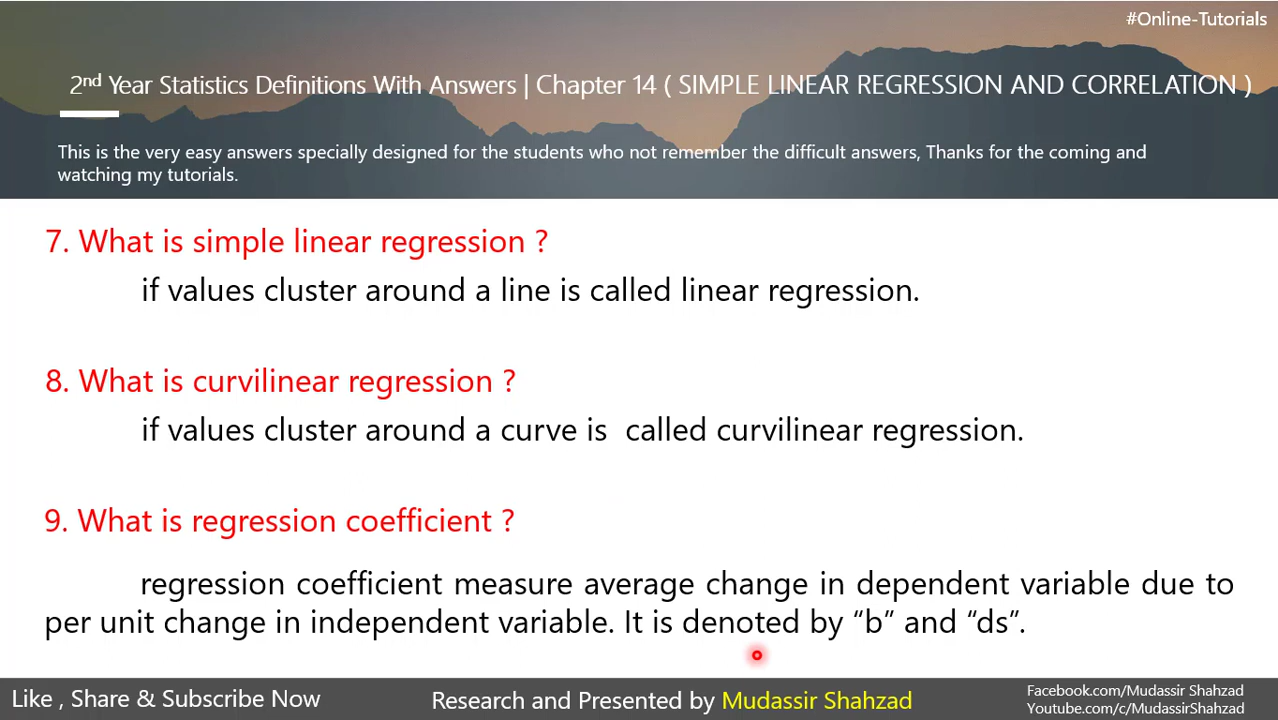 #Online-Tutorials
2nd Year Statistics Definitions With Answers | Chapter 14 ( SIMPLE LINEAR REGRESSION AND CORRELATION )
This is the very easy answers specially designed for the students who not remember the difficult answers, Thanks for the coming and
watching my tutorials.
7. What is simple linear regression ?
if values cluster around a line is called linear regression.
8. What is curvilinear regression ?
if values cluster around a curve is  called curvilinear regression.
9. What is regression coefficient ?
regression coefficient measure average change in dependent variable due to
per unit change in independent variable. It is denoted by “b” and “ds”.
Like , Share & Subscribe Now
Research and Presented by Mudassir Shahzad
Facebook.com/Mudassir Shahzad
Youtube.com/c/MudassirShahzad